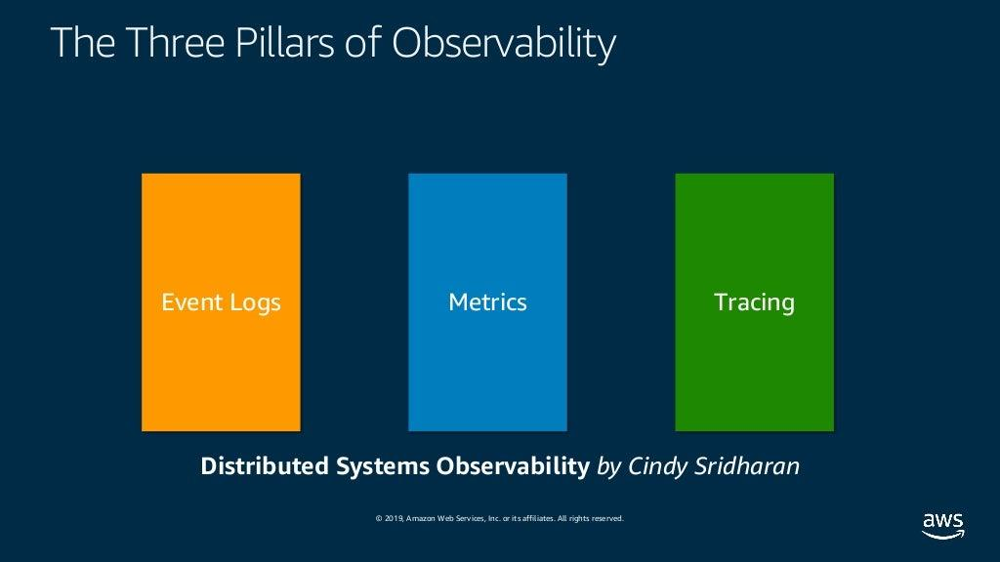 The Three Pillars of Observability
Event Logs
Metrics
Tracing
Distributed Systems Observability by Cindy Sridharan
© 2019, Amazon Web Services, Inc. or its affiliates. All rights reserved.
aws